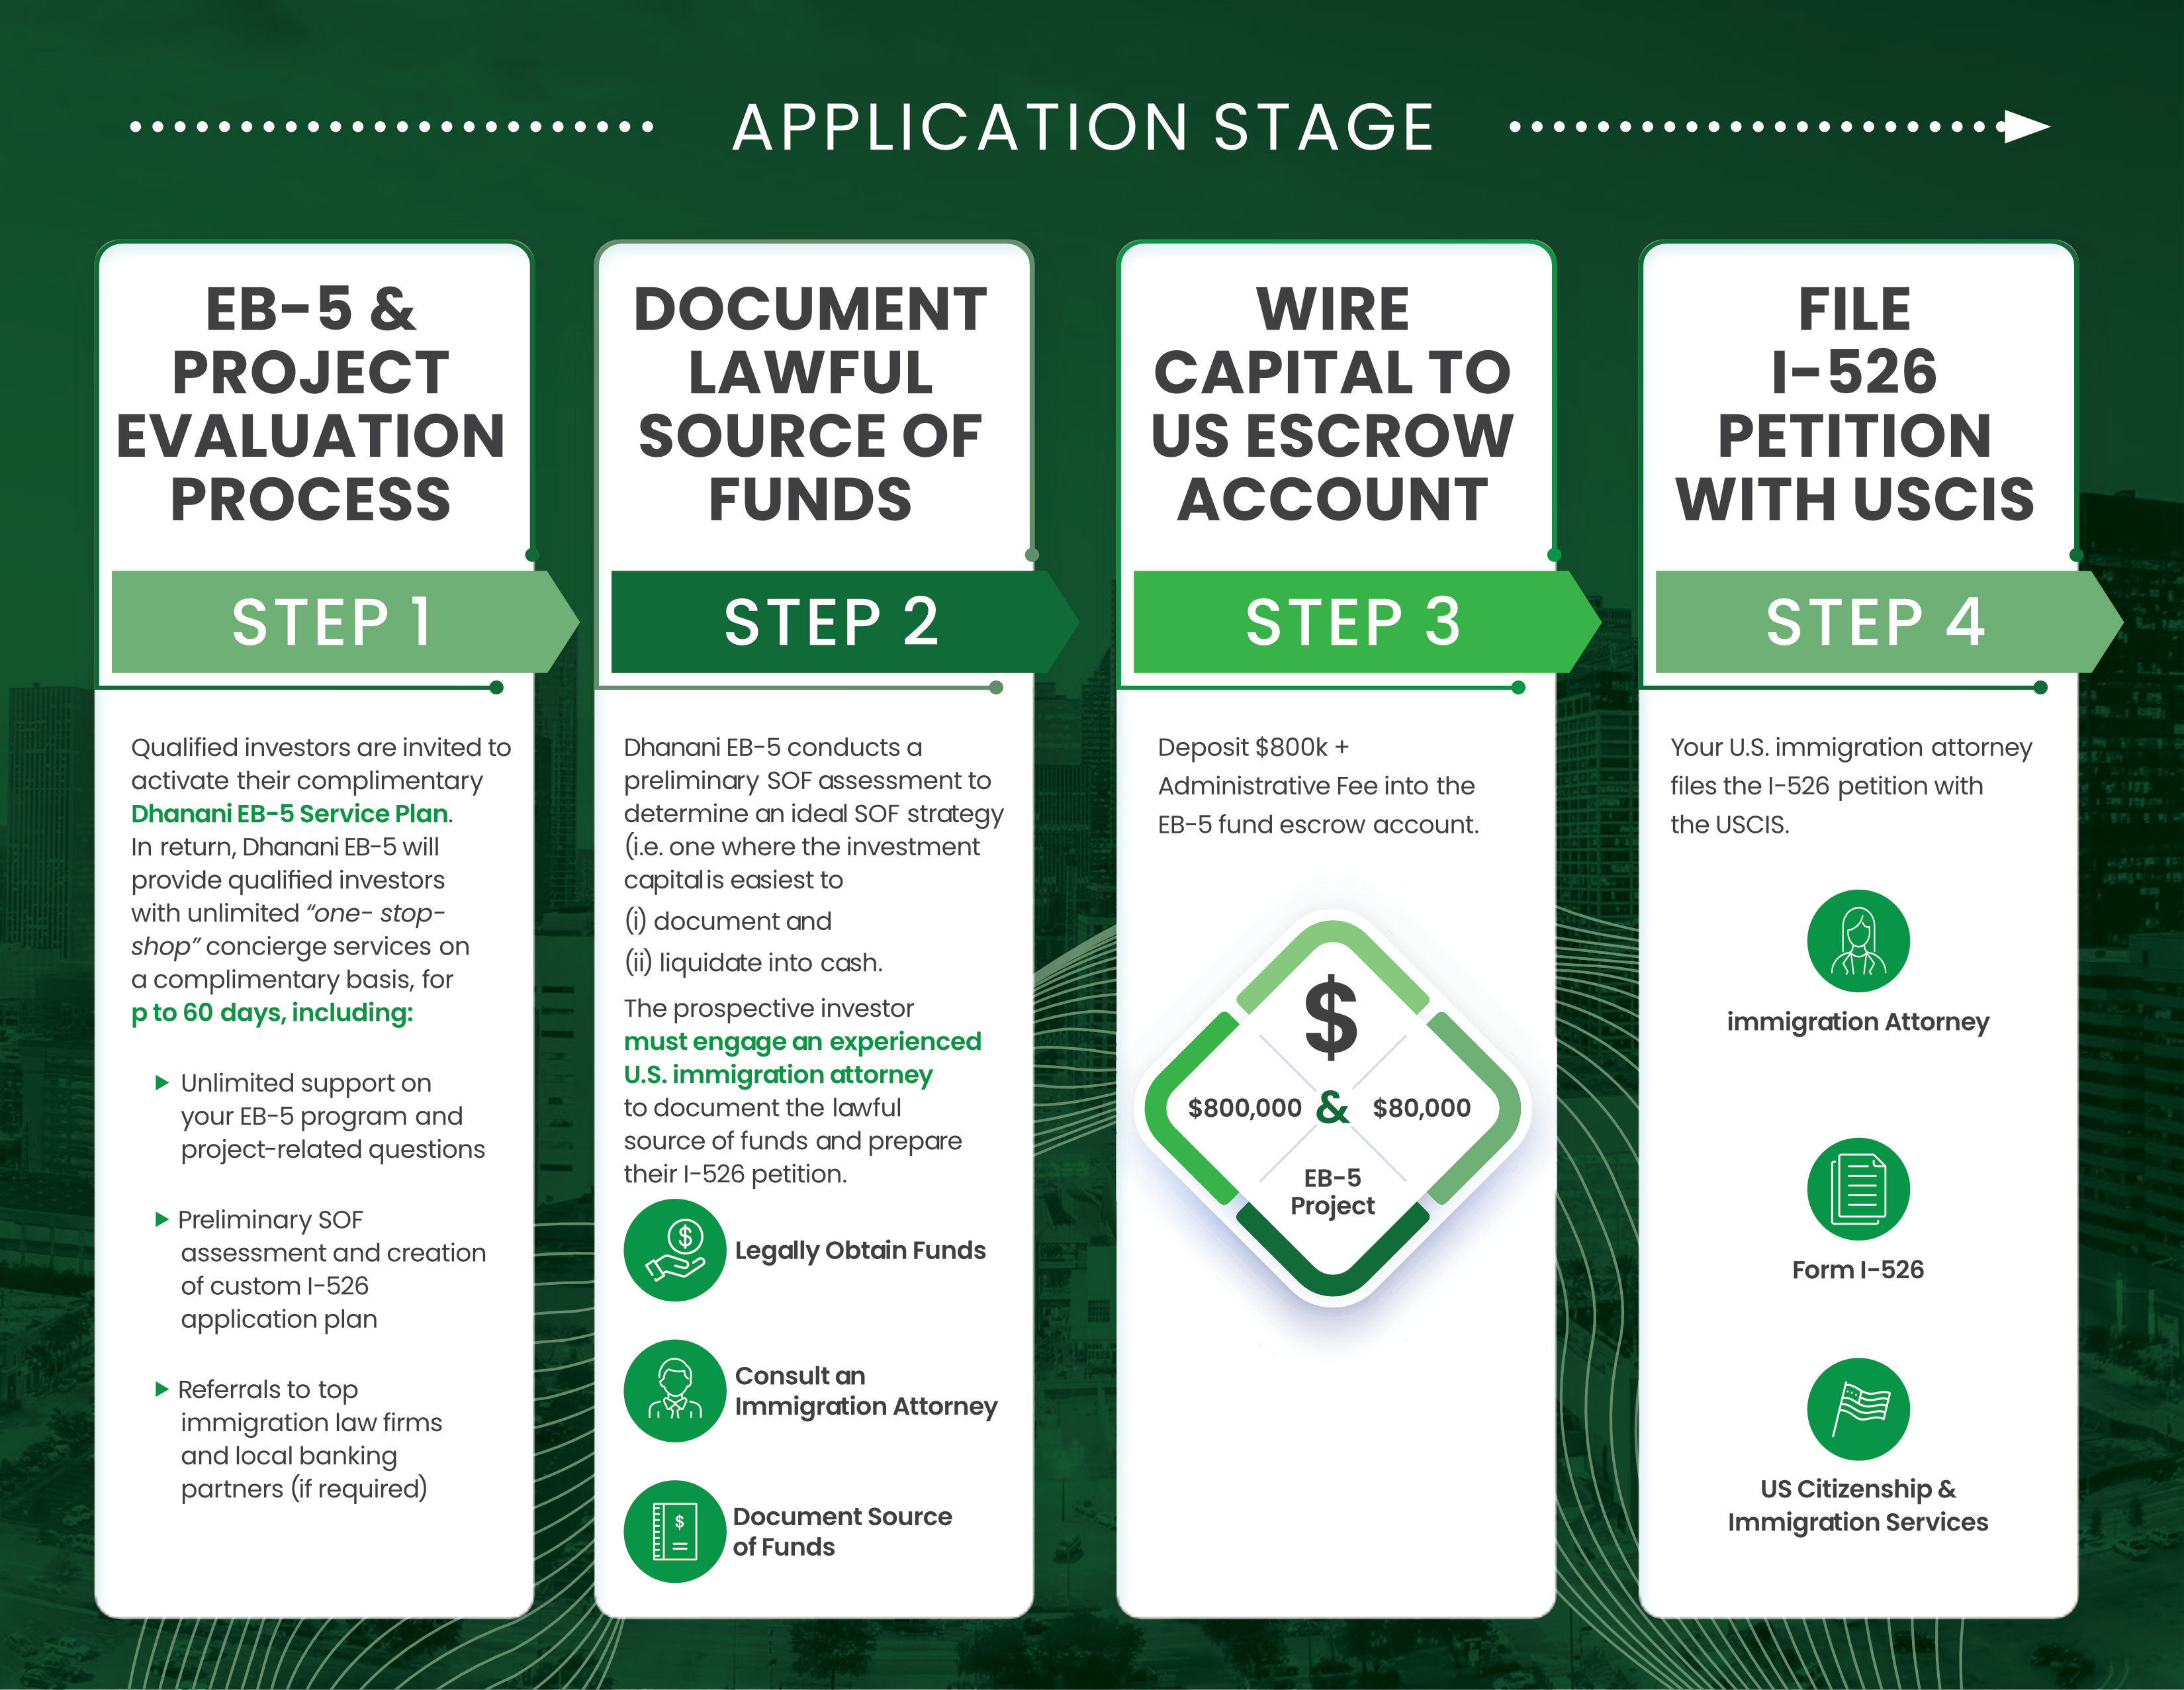 APPLICATION STAGE
EB-5 &
PROJECT
EVALUATION
PROCESS
STEP 1
Qualified investors are invited to
activate their complimentary
Dhanani EB-5 Service Plan.
In return, Dhanani EB-5 will
provide qualified investors
with unlimited “one- stop-
shop” concierge services on
a complimentary basis, for
p to 60 days, including:
Unlimited support on
your EB-5 program and
project-related questions
Preliminary SOF
assessment and creation
of custom I-526
application plan
Referrals to top
immigration law firms
and local banking
partners (if required)
DOCUMENT
LAWFUL
SOURCE OF
FUNDS
STEP 2
Dhanani EB-5 conducts a
preliminary SOF assessment to
determine an ideal SOF strategy
(i.e. one where the investment
capital is easiest to
(i) document and
(ii) liquidate into cash.
The prospective investor
must engage an experienced
U.S. immigration attorney
to document the lawful
source of funds and prepare
their I-526 petition.
$
Legally Obtain Funds
Consult an
Immigration Attorney
$
Document Source
of Funds
WIRE
CAPITAL TO
US ESCROW
ACCOUNT
STEP 3
Deposit $800k +
Administrative Fee into the
EB-5 fund escrow account.
$
$800,000 & $80,000
EB-5
Project
FILE
I-526
PETITION
WITH USCIS
STEP 4
Your U.S. immigration attorney
files the I-526 petition with
the USCIS.
immigration Attorney
Form I-526
US Citizenship &
Immigration Services